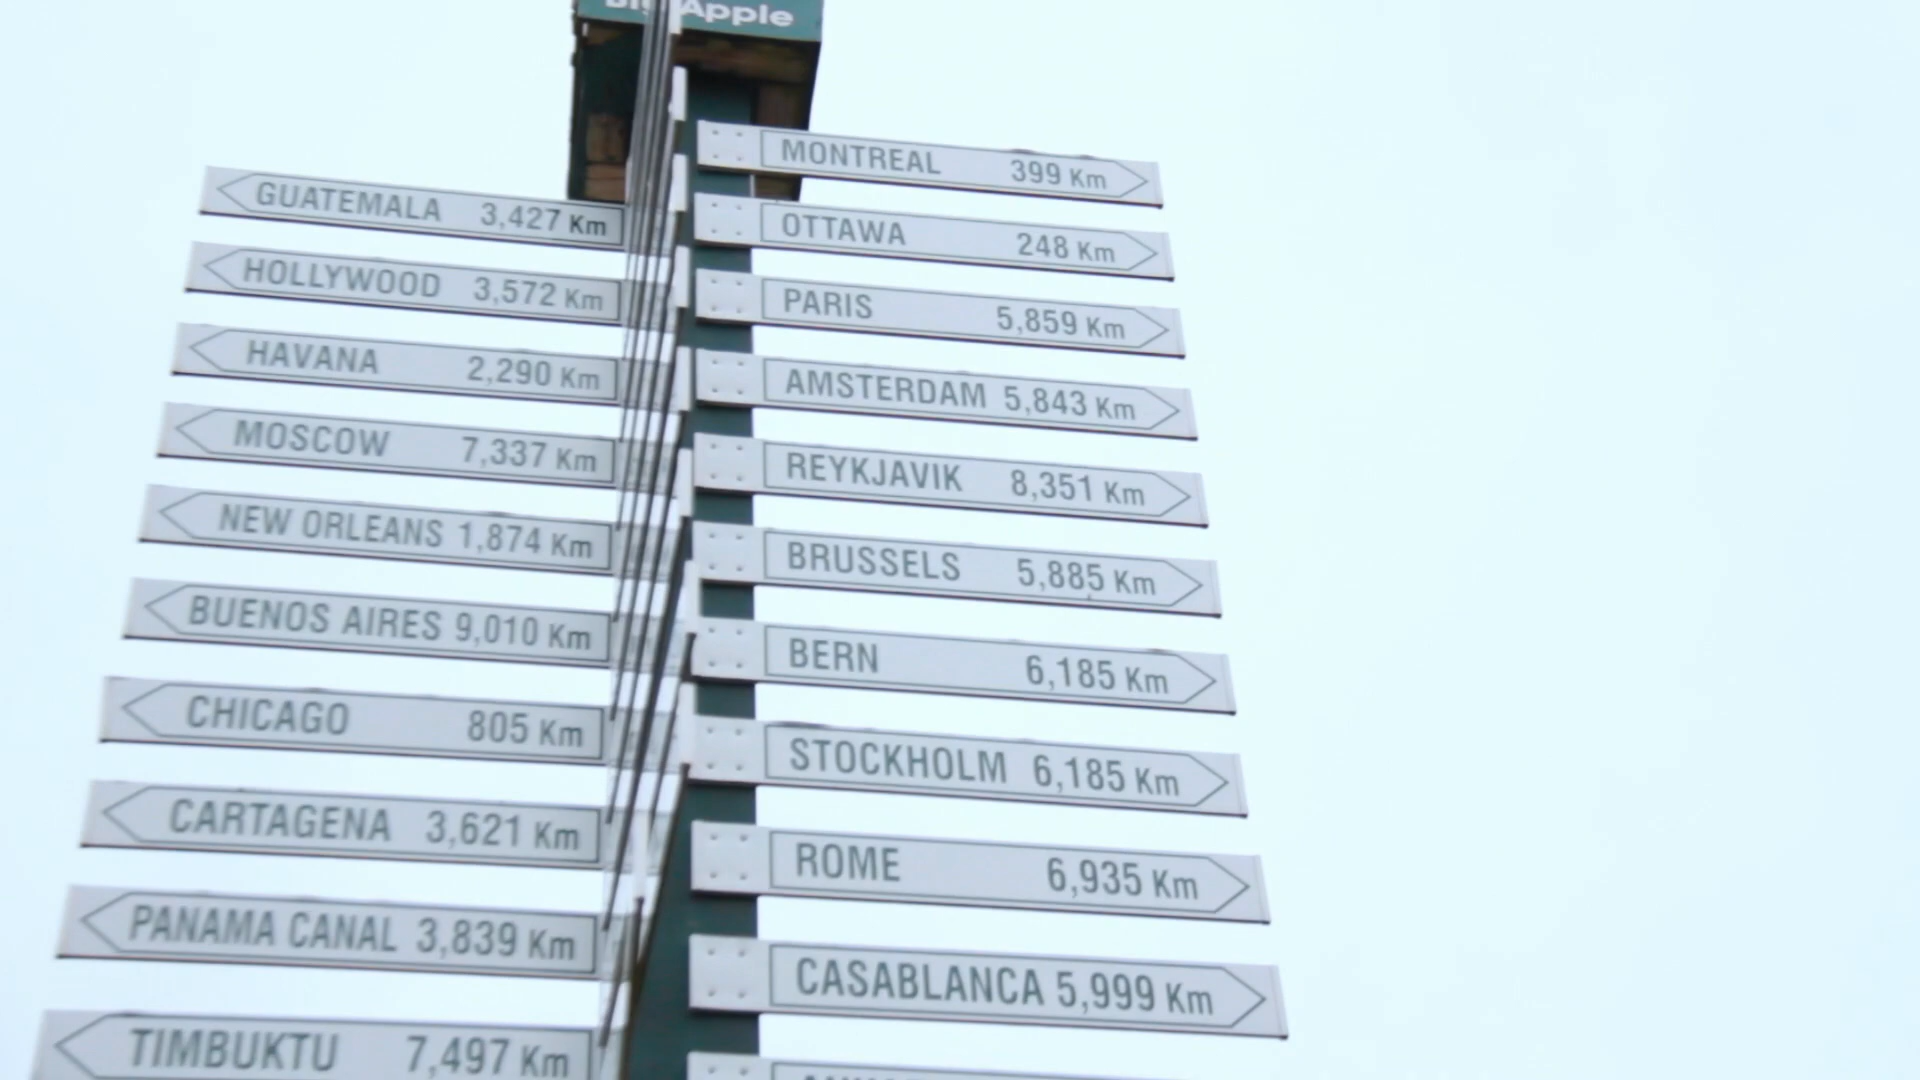 Big Apple
GUATEMALA 3,427 Km
HOLLYWOOD 3,572 Km
HAVANA 2,290 Km
MOSCOW 7,337 Km
NEW ORLEANS 1,874 Km
BUENOS AIRES 9,010 Km
CHICAGO 805 Km
CARTAGENA 3,621 Km
PANAMA CANAL 3,839 Km
TIMBUKTU 7,497 Km
MONTREAL 399 Km
OTTAWA 248 Km
PARIS 5,859 Km
AMSTERDAM 5,843 Km
REYKJAVIK 8,351 Km
BRUSSELS 5,885 Km
BERN 6,185 Km
STOCKHOLM 6,185 Km
ROME 6,935 Km
CASABLANCA 5,999 Km